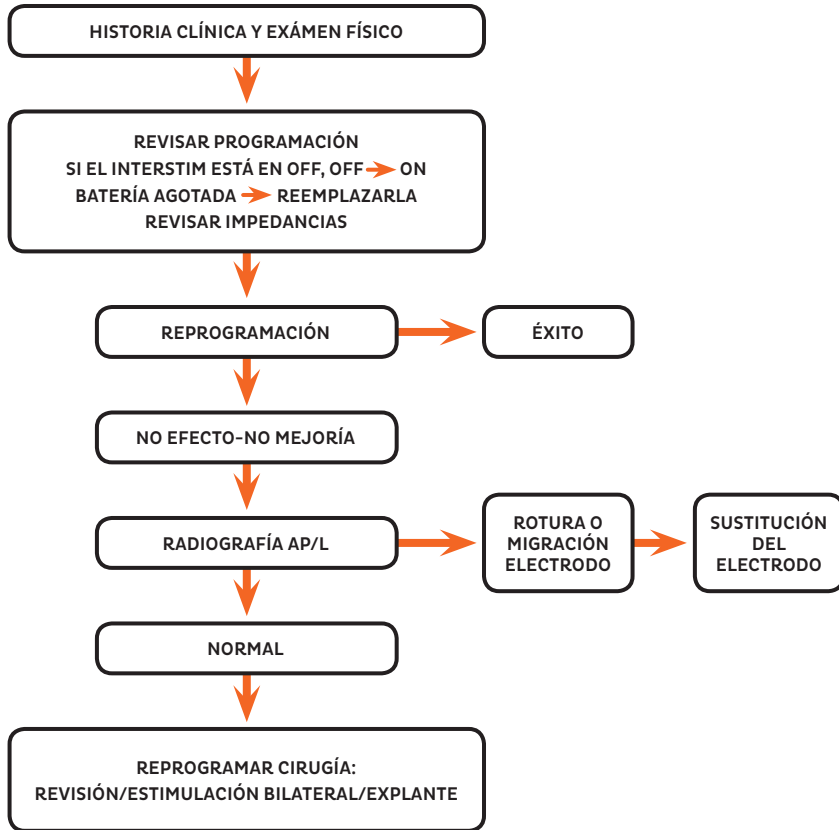 HISTORIA CLÍNICA Y EXÁMEN FÍSICO
REVISAR PROGRAMACIÓN
SI EL INTERSTIM ESTÁ EN OFF, OFF → ON
BATERÍA AGOTADA → REEMPLAZARLA
REVISAR IMPEDANCIAS
REPROGRAMACIÓN
ÉXITO
NO EFECTO-NO MEJORÍA
RADIOGRAFÍA AP/L
ROTURA O
MIGRACIÓN
ELECTRODO
SUSTITUCIÓN
DEL
ELECTRODO
NORMAL
REPROGRAMAR CIRUGÍA:
REVISIÓN/ESTIMULACIÓN BILATERAL/EXPLANTE